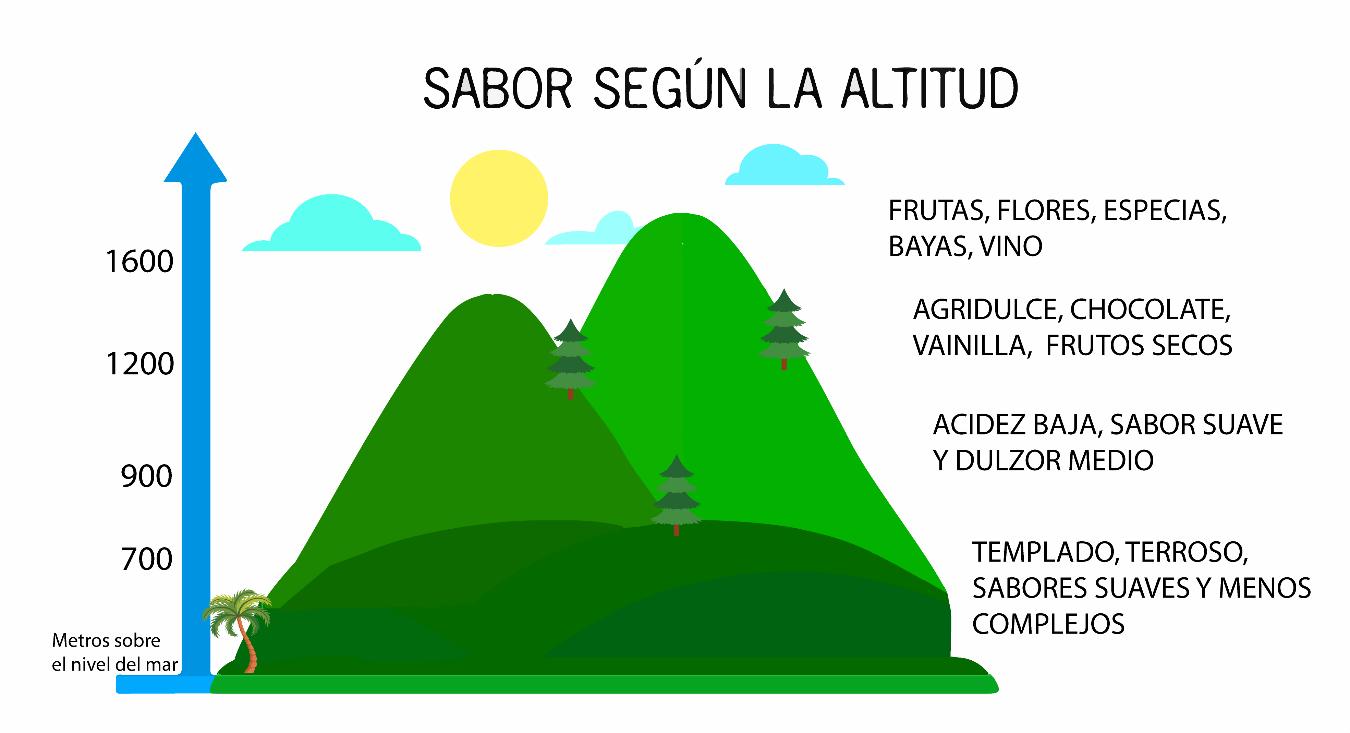 SABOR SEGÚN LA ALTITUD
1600
FRUTAS, FLORES, ESPECIAS,
BAYAS, VINO
1200
AGRIDULCE, CHOCOLATE,
VAINILLA, FRUTOS SECOS
900
ACIDEZ BAJA, SABOR SUAVE
Y DULZOR MEDIO
700
TEMPLADO, TERROSO,
SABORES SUAVES Y MENOS
COMPLEJOS
Metros sobre
el nivel del mar